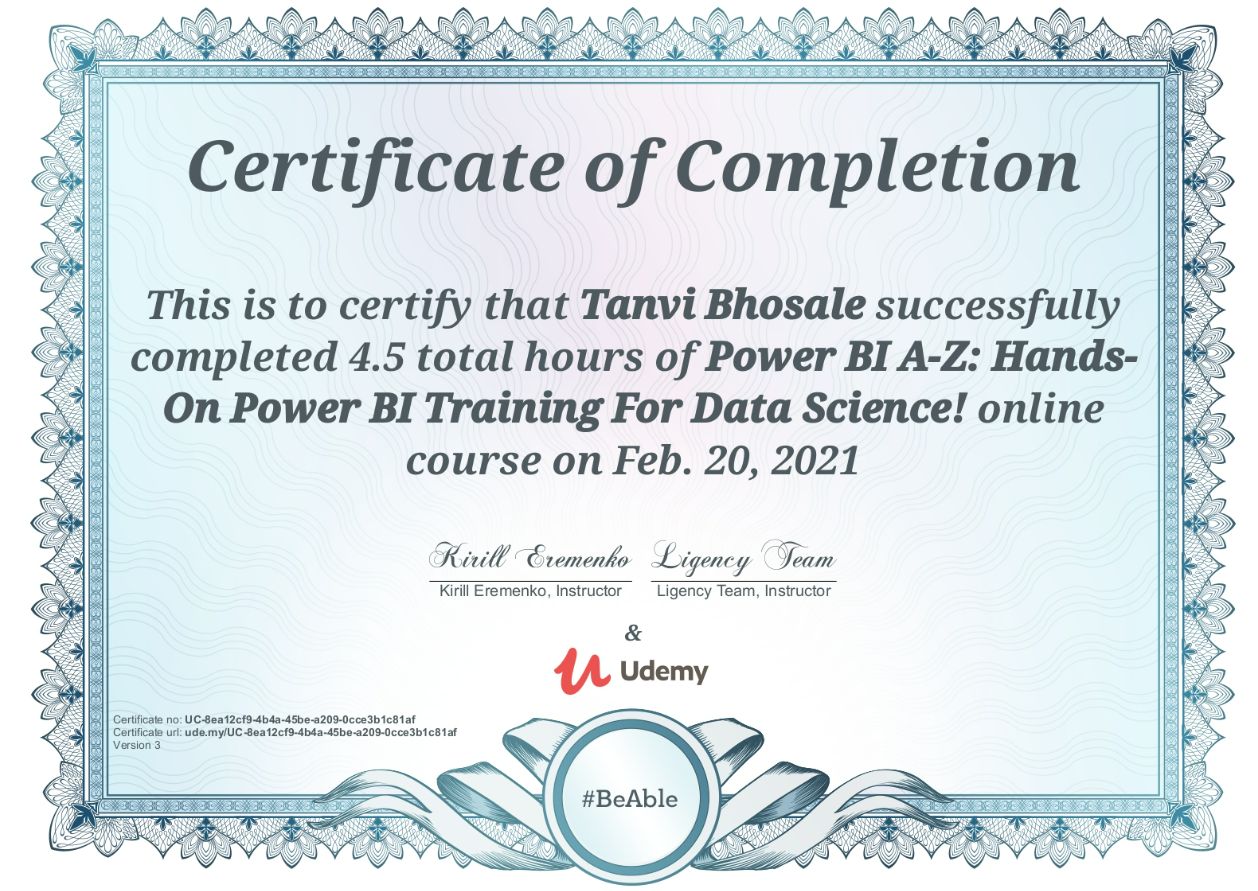 Certificate of Completion
This is to certify that Tanvi Bhosale successfully
completed 4.5 total hours of Power BI A-Z: Hands-
On Power BI Training For Data Science! online
course on Feb. 20, 2021
Kirill Eremenko Ligency Team
Kirill Eremenko, Instructor Ligency Team, Instructor
&
Udemy
Certificate no: UC-8ea12cf9-4b4a-45be-a209-0cce3b1c81af
Certificate url: ude.my/UC-8ea12cf9-4b4a-45be-a209-0cce3b1c81af
Version 3
#BeAble